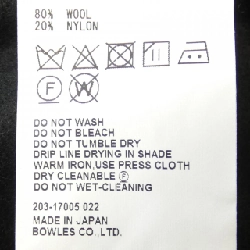 80% WOOL
20% NYLON
F W
DO NOT WASH
DO NOT BLEACH
DO NOT TUMBLE DRY
DRIP LINE DRYING IN SHADE
WARM IRON,USE PRESS CLOTH
DRY CLEANABLE Ⓕ
DO NOT WET-CLEANING
203-17005 022
MADE IN JAPAN
BOWLES CO.,LTD.